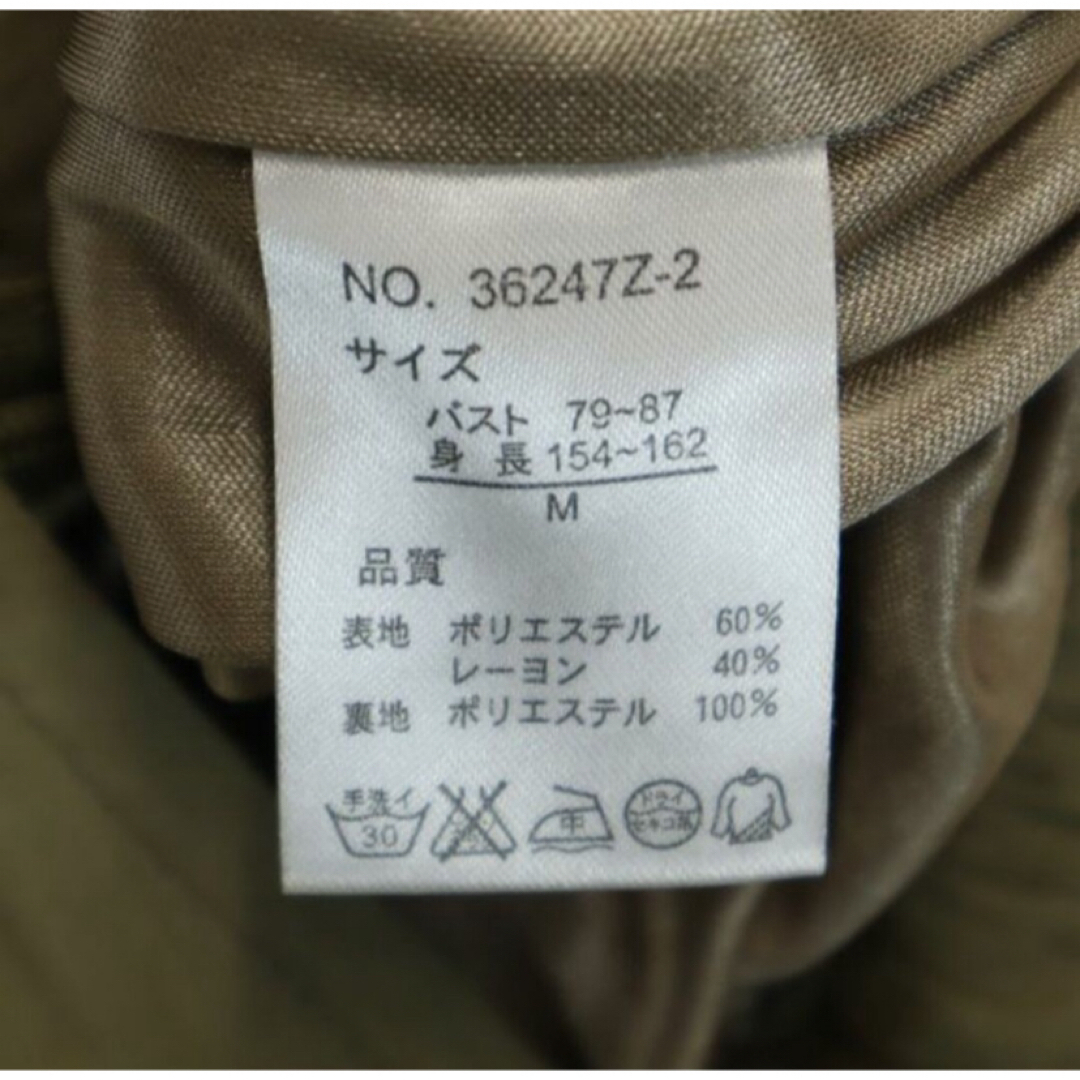 NO. 36247Z-2
サイズ
バスト 79~87
身 長 154~162
M
品質
表地 ポリエステル 60%
レーヨン 40%
裏地 ポリエステル 100%
手洗イ 30 中 ドライ セキユ系